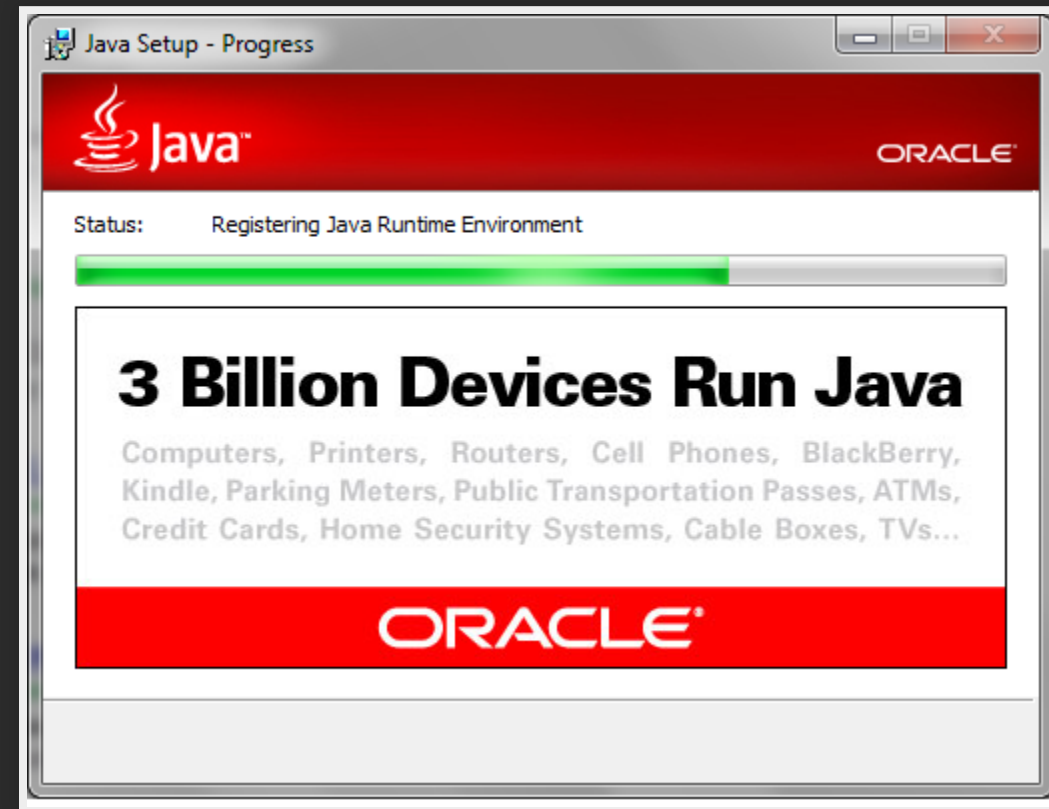 Java Setup - Progress
Java™
ORACLE®
Status: Registering Java Runtime Environment
3 Billion Devices Run Java
Computers, Printers, Routers, Cell Phones, BlackBerry,
Kindle, Parking Meters, Public Transportation Passes, ATMs,
Credit Cards, Home Security Systems, Cable Boxes, TVs...
ORACLE®